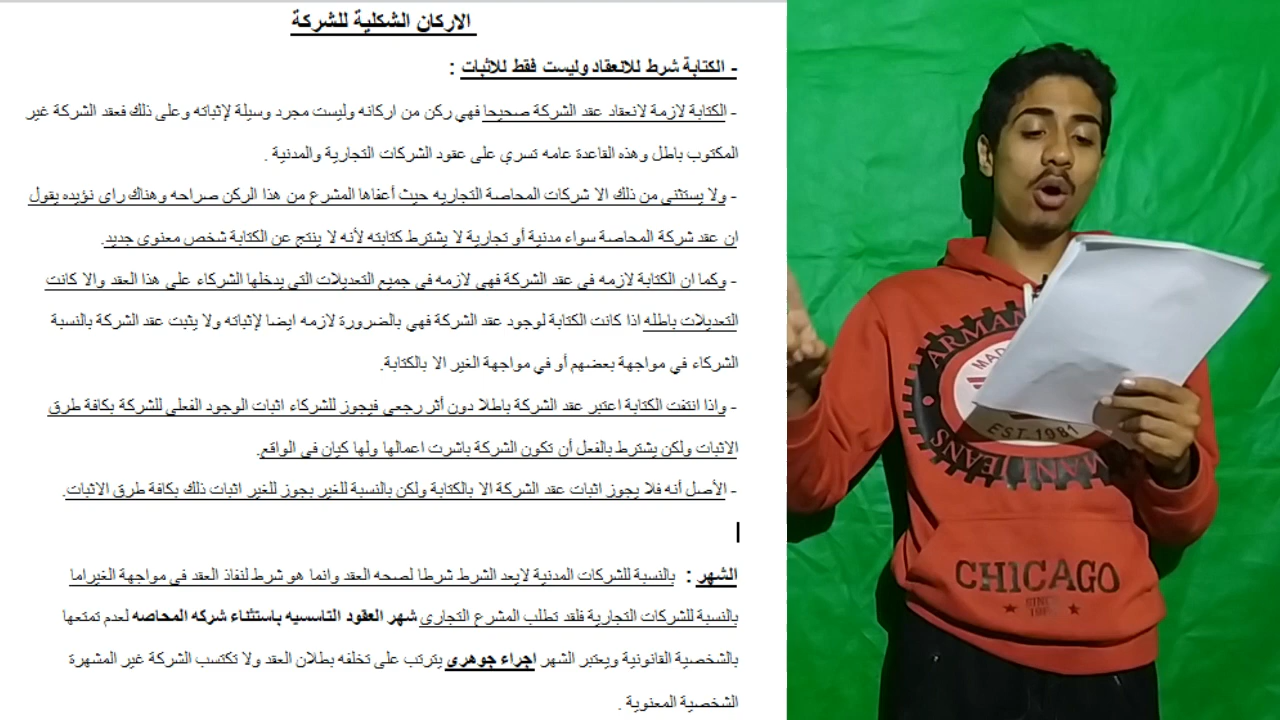 الاركان الشكلية للشركة
- الكتابة شرط للانعقاد وليست فقط للاثبات :
- الكتابة لازمة لانعقاد عقد الشركة صحيحا فهي ركن من اركانه وليست مجرد وسيلة لإثباته وعلى ذلك فعقد الشركة غير
المكتوب باطل وهذه القاعدة عامه تسري على عقود الشركات التجارية والمدنية .
- ولا يستثنى من ذلك الا شركات المحاصة التجاريه حيث أعفاها المشرع من هذا الركن صراحه وهناك راى نؤيده يقول
ان عقد شركة المحاصة سواء مدنية أو تجارية لا يشترط كتابته لأنه لا ينتج عن الكتابة شخص معنوى جديد.
- وكما ان الكتابة لازمه في عقد الشركة فهي لازمه في جميع التعديلات التي يدخلها الشركاء على هذا العقد والا كانت
التعديلات باطله اذا كانت الكتابة لوجود عقد الشركة فهي بالضرورة لازمه ايضا لإثباته ولا يثبت عقد الشركة بالنسبة
الشركاء في مواجهة بعضهم أو في مواجهة الغير الا بالكتابة.
- واذا انتفت الكتابة اعتبر عقد الشركة باطلا دون أثر رجعي فيجوز للشركاء اثبات الوجود الفعلي للشركة بكافة طرق
الاثبات ولكن يشترط بالفعل أن تكون الشركة باشرت اعمالها ولها كيان في الواقع.
- الأصل أنه فلا يجوز اثبات عقد الشركة الا بالكتابة ولكن بالنسبة للغير يجوز للغير اثبات ذلك بكافة طرق الاثبات.
الشهر : بالنسبة للشركات المدنية لايعد الشرط شرطا لصحه العقد وانما هو شرط لنفاذ العقد في مواجهة الغيراما
بالنسبة للشركات التجارية فلقد تطلب المشرع التجاري شهر العقود التاسسيه باستثناء شركه المحاصه لعدم تمتعها
بالشخصية القانونية ويعتبر الشهر اجراء جوهرى يترتب على تخلفه بطلان العقد ولا تكتسب الشركة غير المشهرة
الشخصية المعنوية .
ARMAN
MAD
EST.1981
MANI JEANS
CHICAGO
SINCE